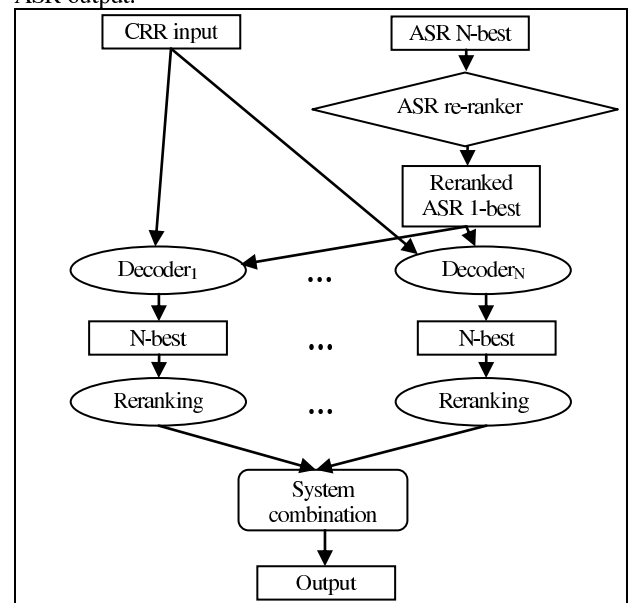 ASR output.
CRR input
ASR N-best
ASR re-ranker
Reranked
ASR 1-best
Decoder1
...
DecoderN
N-best
...
N-best
Reranking
...
Reranking
System
combination
Output